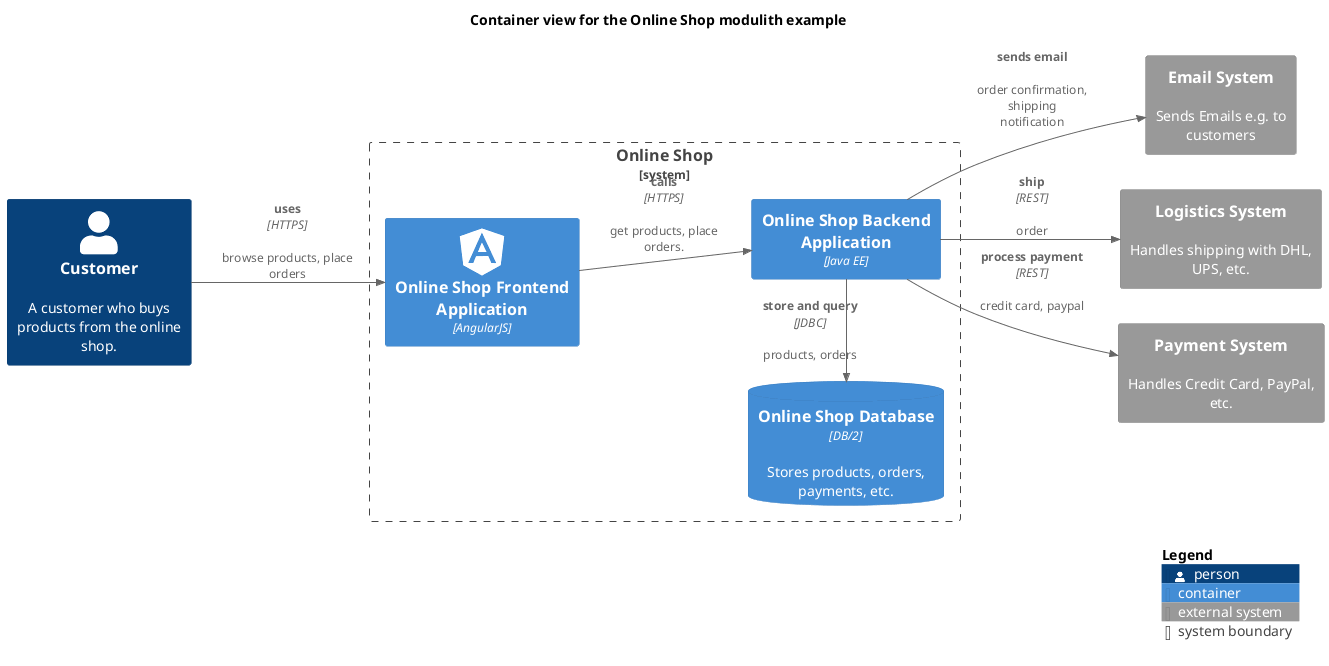 Container view for the Online Shop modulith example
Customer
A customer who buys
products from the online
shop.
uses
[HTTPS]
browse products, place
orders
Online Shop
[system]
Online Shop Frontend
Application
[AngularJS]
calls
[HTTPS]
get products, place
orders.
Online Shop Backend
Application
[Java EE]
store and query
[JDBC]
products, orders
Online Shop Database
[DB/2]
Stores products, orders,
payments, etc.
sends email
order confirmation,
shipping
notification
Email System
Sends Emails e.g. to
customers
ship
[REST]
order
Logistics System
Handles shipping with DHL,
UPS, etc.
process payment
[REST]
credit card, paypal
Payment System
Handles Credit Card, PayPal,
etc.
Legend
person
container
external system
system boundary